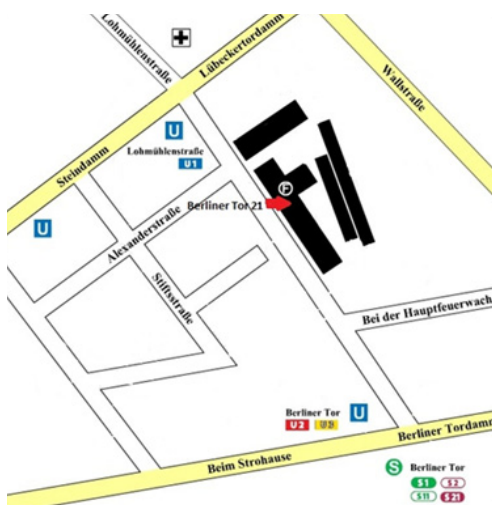 Lohmühlenstraße
Lübeckertordamm
Wallstraße
U
Lohmühlenstraße
U1
Steindamm
F
Berliner Tor 21
U
Alexanderstraße
Stiftsstraße
Bei der Hauptfeuerwach
Berliner Tor
U
U2 U3
Berliner Tordamm
Beim Strohause
S Berliner Tor
S1 S2
S11 S21